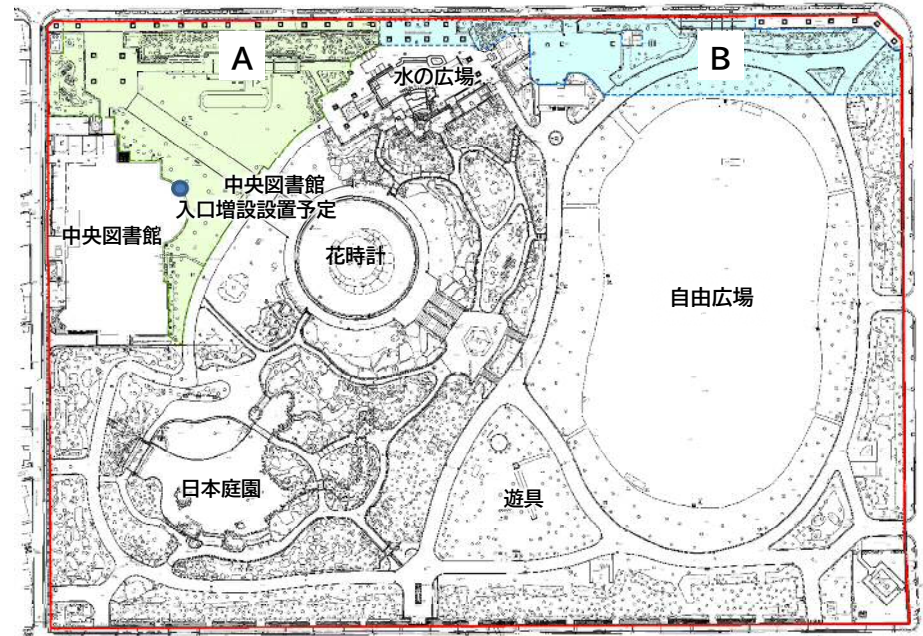 A
B
水の広場
中央図書館
入口増設設置予定
中央図書館
花時計
自由広場
日本庭園
遊具